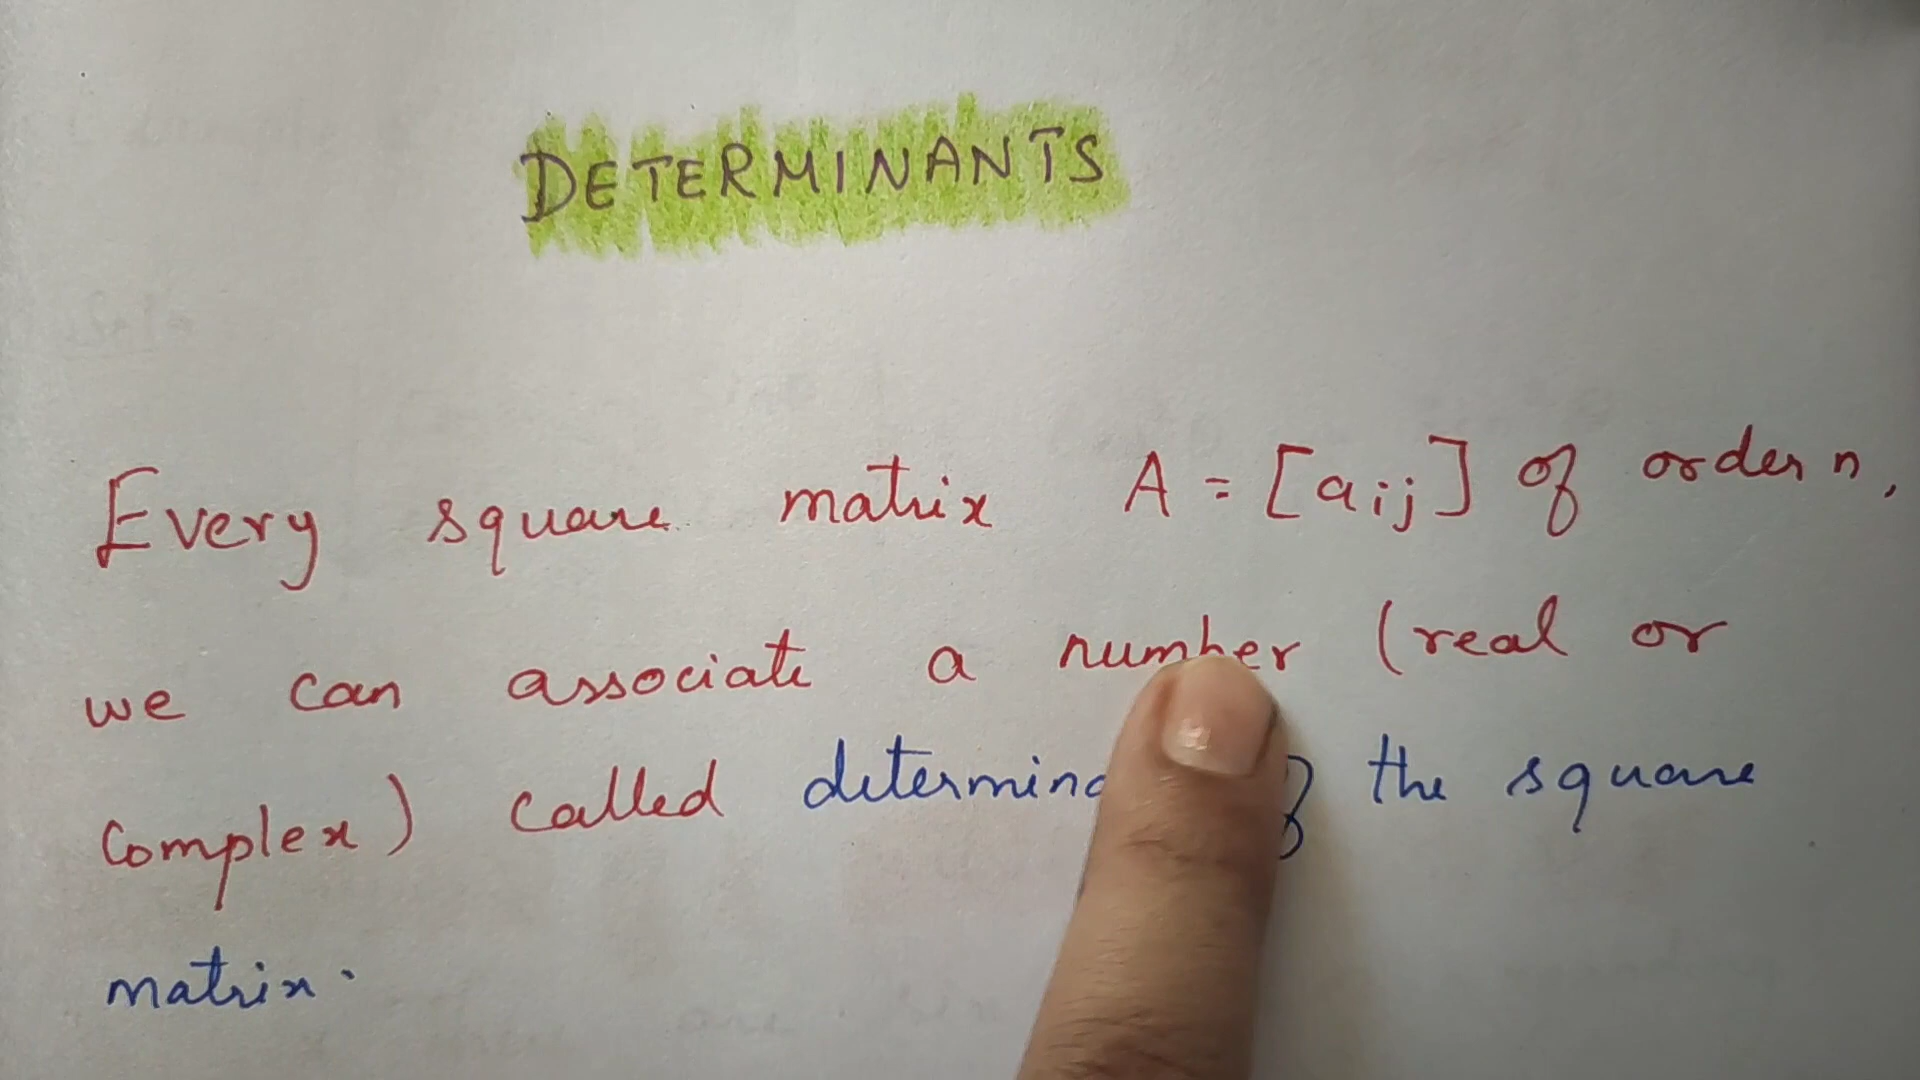 DETERMINANTS
Every square matrix A = [aij] of order n,
we can associate a number (real or
complex) called the square
matrix.